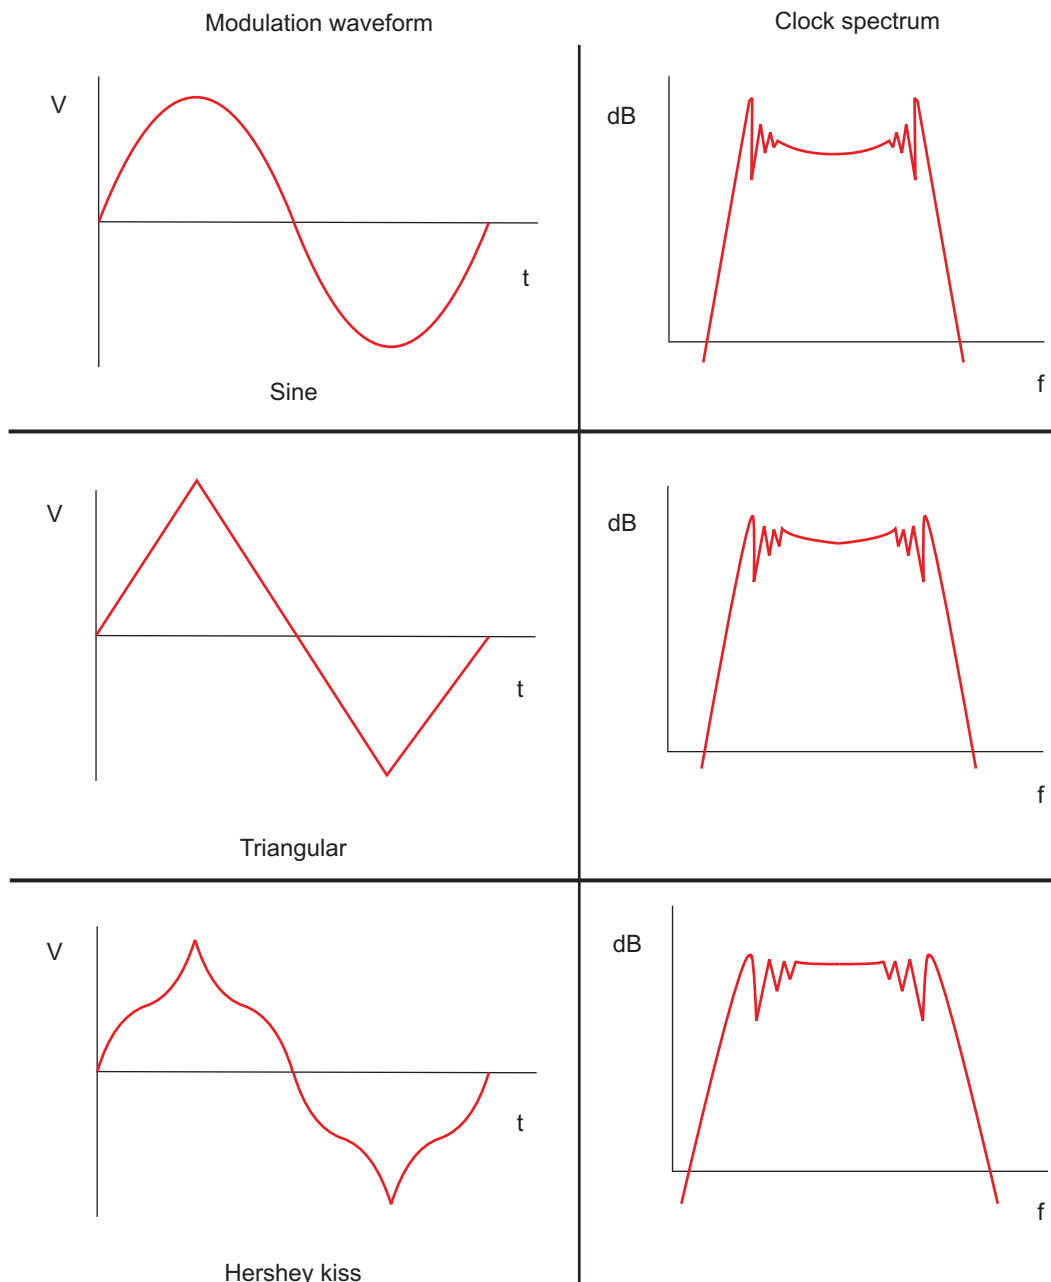 Modulation waveform
Clock spectrum
V
t
Sine
dB
f
V
t
Triangular
dB
f
V
t
Hershey kiss
dB
f